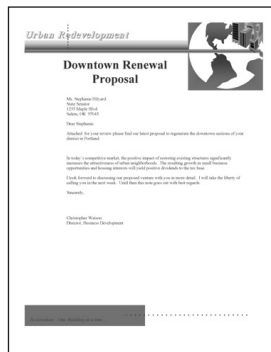 Urban Redevelopment
Downtown Renewal
Proposal
Ms. Stephanie Hilyard
State Senator
1235 Maple Blvd.
Salem, OR 97045
Dear Stephanie
Attached for your review please find our latest proposal to regenerate the downtown sections of your
district in Portland
In today's competitive market, the positive impact of restoring existing structures significantly
increases the attractiveness of urban neighborhoods. The resulting growth in small business
opportunities and housing interests will yield positive dividends to the tax base.
I look forward to discussing our proposed venture with you in more detail. I will take the liberty of
calling you in the next week. Until then this note goes out with best regards.
Sincerely,
Christopher
Director, Business Development